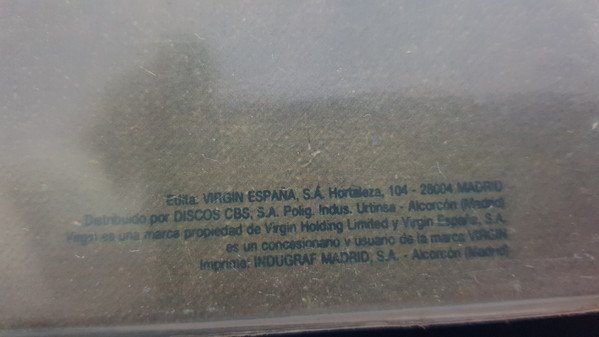 Edita: VIRGIN ESPAÑA, S.A. Hortaleza, 104 - 28004 MADRID
Distribuido por DISCOS CBS, S.A. Polig. Indus. Urtinsa - Alcorcón (Madrid)
Virgin es una marca propiedad de Virgin Holding Limited y Virgin España, S.A.
es un concesionario y usuario de la marca VIRGIN
Imprime: INDUGRAF MADRID, S.A. - Alcorcón (Madrid)